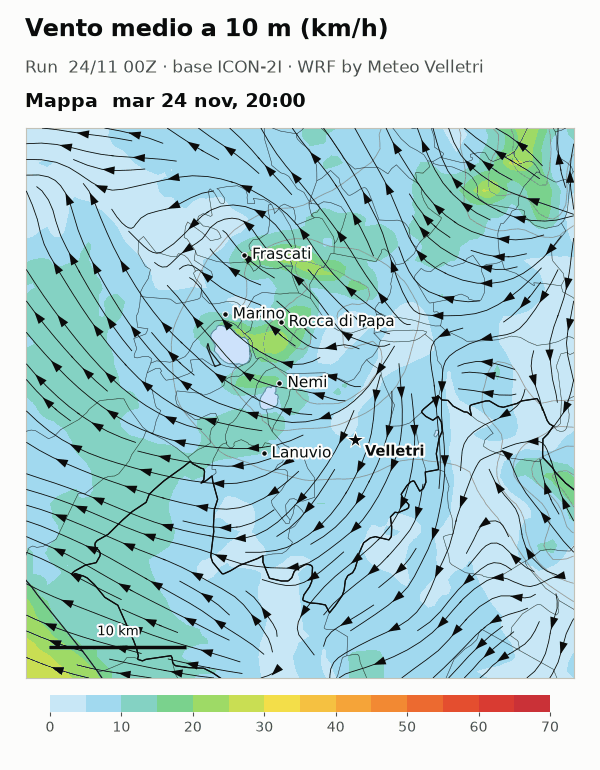 Vento medio a 10 m (km/h)
Run  24/11 00Z · base ICON-2I · WRF by Meteo Velletri
Mappa  mar 24 nov, 20:00
Frascati
Marino
Rocca di Papa
Nemi
Velletri
Lanuvio
10 km
0 10 20 30 40 50 60 70